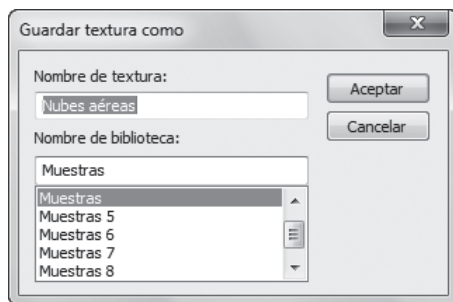 Guardar textura como
Nombre de textura:
Nubes aéreas
Aceptar
Cancelar
Nombre de biblioteca:
Muestras
Muestras
Muestras 5
Muestras 6
Muestras 7
Muestras 8